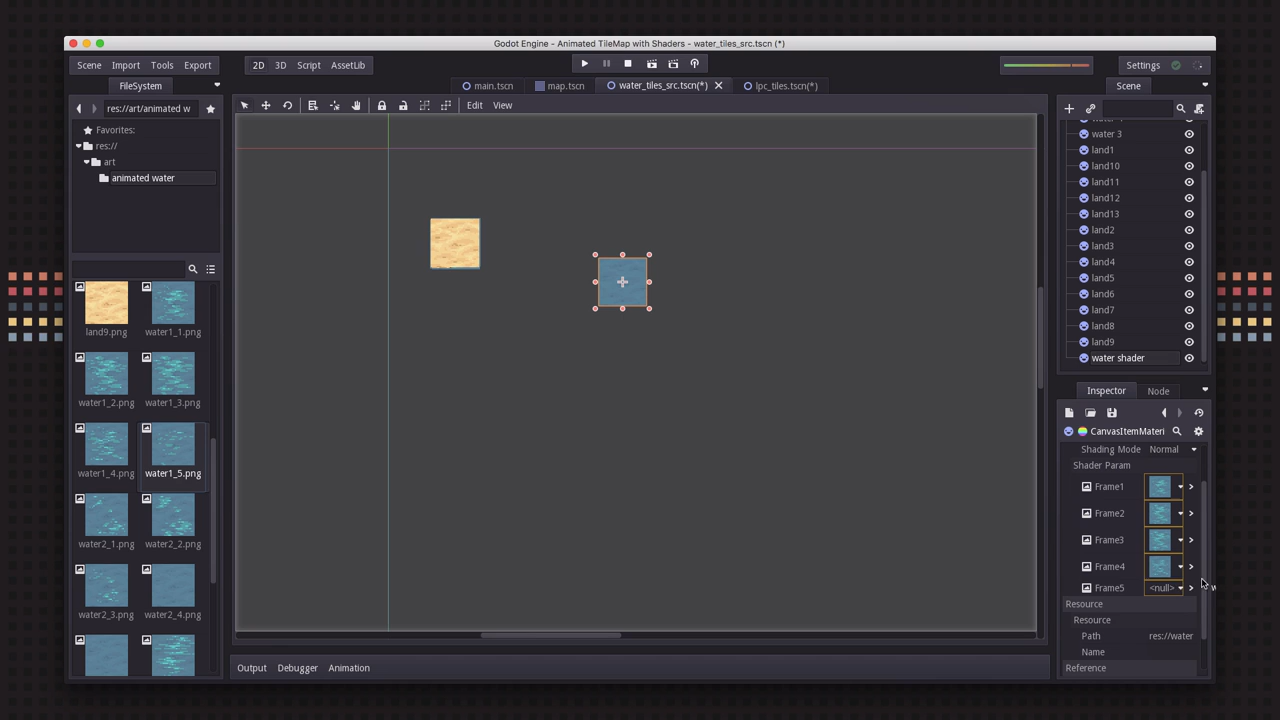 Godot Engine - Animated TileMap with Shaders - water_tiles_src.tscn (*)
Scene Import Tools Export 2D 3D Script AssetLib Settings
FileSystem main.tscn map.tscn water_tiles_src.tscn(*) lpc_tiles.tscn(*) Scene
res://art/animated w Edit View
Favorites:
res://
art
animated water
water 3
land1
land10
land11
land12
land13
land2
land3
land4
land5
land6
land7
land8
land9
water shader
land9.png water1_1.png
water1_2.png water1_3.png
water1_4.png water1_5.png
water2_1.png water2_2.png
water2_3.png water2_4.png
Inspector Node
CanvasItemMateri
Shading Mode Normal
Shader Param
Frame1
Frame2
Frame3
Frame4
Frame5 <null>
Resource
Resource
Path res://water
Name
Reference
Output Debugger Animation